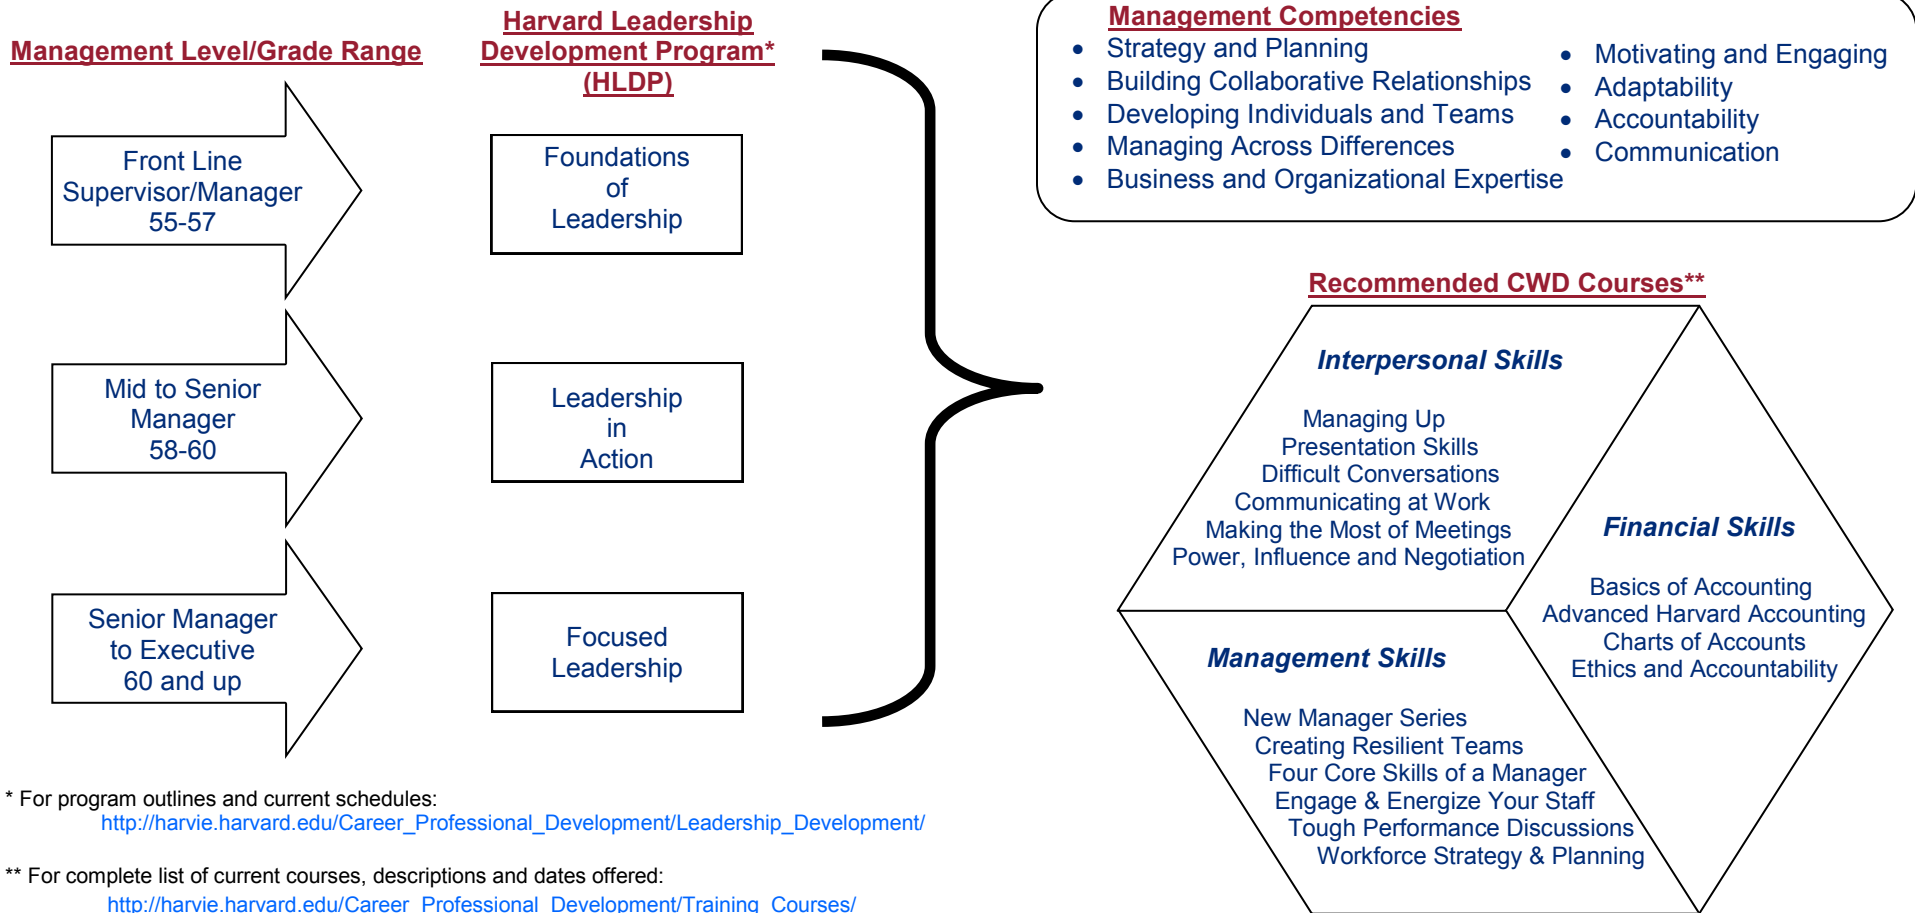 Management Level/Grade Range
Front Line
Supervisor/Manager
55-57
Mid to Senior
Manager
58-60
Senior Manager
to Executive
60 and up
Harvard Leadership
Development Program*
(HLDP)
Foundations
of
Leadership
Leadership
in
Action
Focused
Leadership
Management Competencies
• Strategy and Planning
• Building Collaborative Relationships
• Developing Individuals and Teams
• Managing Across Differences
• Business and Organizational Expertise
• Motivating and Engaging
• Adaptability
• Accountability
• Communication
Recommended CWD Courses**
Interpersonal Skills
Managing Up
Presentation Skills
Difficult Conversations
Communicating at Work
Making the Most of Meetings
Power, Influence and Negotiation
Financial Skills
Basics of Accounting
Advanced Harvard Accounting
Charts of Accounts
Ethics and Accountability
Management Skills
New Manager Series
Creating Resilient Teams
Four Core Skills of a Manager
Engage & Energize Your Staff
Tough Performance Discussions
Workforce Strategy & Planning
* For program outlines and current schedules:
http://harvie.harvard.edu/Career_Professional_Development/Leadership_Development/
** For complete list of current courses, descriptions and dates offered:
http://harvie.harvard.edu/Career_Professional_Development/Training_Courses/